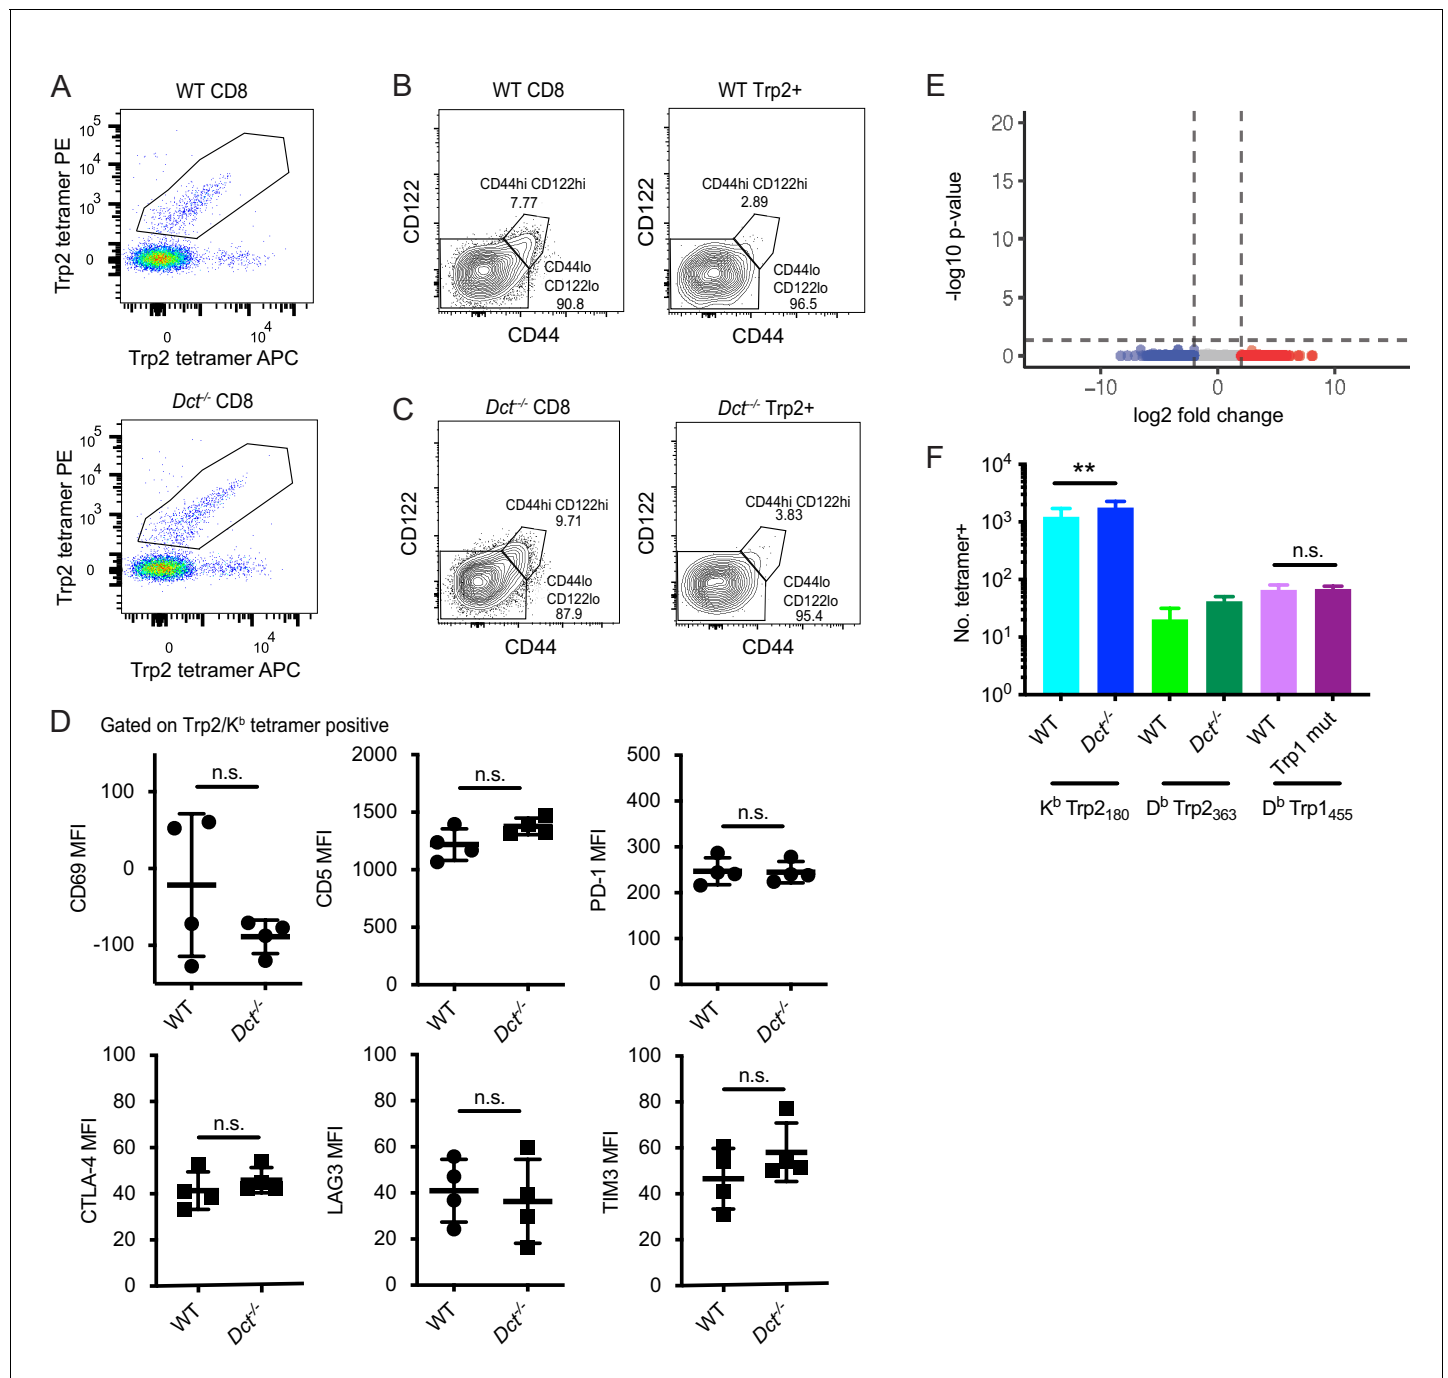 A
WT CD8
Trp2 tetramer PE
10^5
10^4
10^3
0
0
10^4
Trp2 tetramer APC
Dct-/- CD8
Trp2 tetramer PE
10^5
10^4
10^3
0
0
10^4
Trp2 tetramer APC
B
WT CD8
CD122
CD44hi CD122hi
7.77
CD44lo
CD122lo
90.8
CD44
WT Trp2+
CD122
CD44hi CD122hi
2.89
CD44lo
CD122lo
96.5
CD44
C
Dct-/- CD8
CD122
CD44hi CD122hi
9.71
CD44lo
CD122lo
87.9
CD44
Dct-/- Trp2+
CD122
CD44hi CD122hi
3.83
CD44lo
CD122lo
95.4
CD44
D
Gated on Trp2/K^b tetramer positive
CD69 MFI
100
0
-100
n.s.
WT
Dct-/-
CD5 MFI
2000
1500
1000
500
0
n.s.
WT
Dct-/-
PD-1 MFI
500
400
300
200
100
0
n.s.
WT
Dct-/-
CTLA-4 MFI
100
80
60
40
20
0
n.s.
WT
Dct-/-
LAG3 MFI
100
80
60
40
20
0
n.s.
WT
Dct-/-
TIM3 MFI
100
80
60
40
20
0
n.s.
WT
Dct-/-
E
-log10 p-value
20
15
10
5
0
−10
0
10
log2 fold change
F
No. tetramer+
10^4
10^3
10^2
10^1
10^0
**
n.s.
WT
Dct-/-
WT
Dct-/-
WT
Trp1 mut
K^b Trp2_180
D^b Trp2_363
D^b Trp1_455